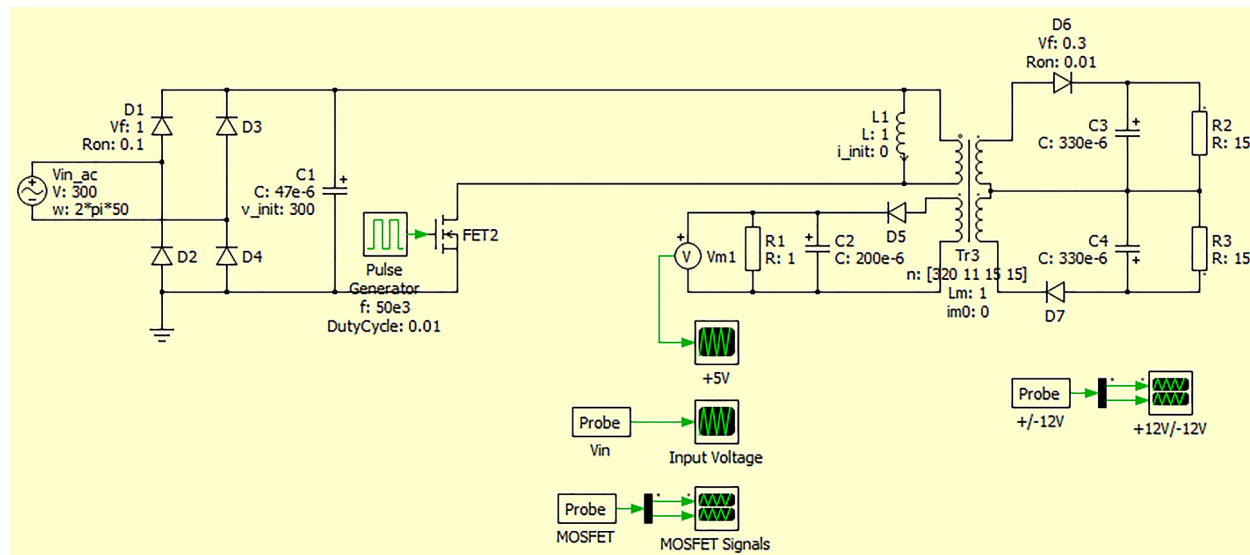 D6
Vf: 0.3
Ron: 0.01
D1
Vf: 1
Ron: 0.1
D3
L1
L: 1
i_init: 0
C3
C: 330e-6
R2
R: 15
Vin_ac
V: 300
w: 2*pi*50
C1
C: 47e-6
v_init: 300
FET2
Pulse
Generator
f: 50e3
DutyCycle: 0.01
D2
D4
V
Vm1
R1
R: 1
C2
C: 200e-6
D5
Tr3
n: [320 11 15 15]
Lm: 1
im0: 0
C4
C: 330e-6
R3
R: 15
D7
+5V
Probe
Vin
Input Voltage
Probe
+/-12V
+12V/-12V
Probe
MOSFET
MOSFET Signals